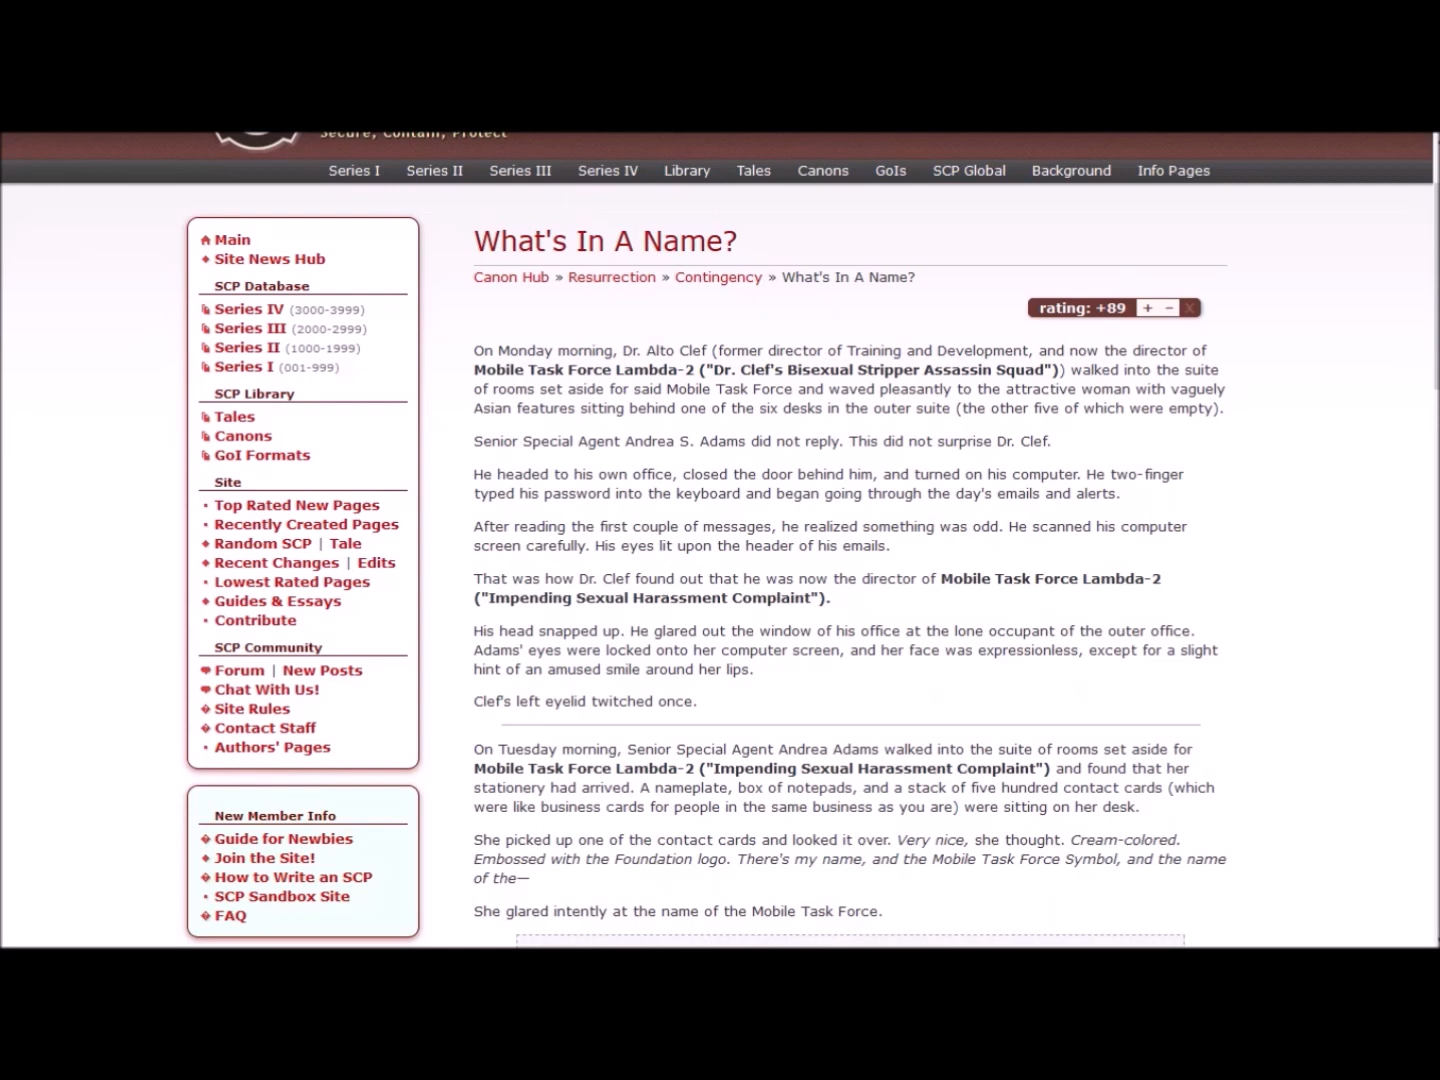 Secure, Contain, Protect
Series I Series II Series III Series IV Library Tales Canons GoIs SCP Global Background Info Pages
Main
Site News Hub
SCP Database
Series IV (3000-3999)
Series III (2000-2999)
Series II (1000-1999)
Series I (001-999)
SCP Library
Tales
Canons
GoI Formats
Site
Top Rated New Pages
Recently Created Pages
Random SCP | Tale
Recent Changes | Edits
Lowest Rated Pages
Guides & Essays
Contribute
SCP Community
Forum | New Posts
Chat With Us!
Site Rules
Contact Staff
Authors' Pages
New Member Info
Guide for Newbies
Join the Site!
How to Write an SCP
SCP Sandbox Site
FAQ
What's In A Name?
Canon Hub » Resurrection » Contingency » What's In A Name?
rating: +89 + – X
On Monday morning, Dr. Alto Clef (former director of Training and Development, and now the director of
Mobile Task Force Lambda-2 ("Dr. Clef's Bisexual Stripper Assassin Squad")) walked into the suite
of rooms set aside for said Mobile Task Force and waved pleasantly to the attractive woman with vaguely
Asian features sitting behind one of the six desks in the outer suite (the other five of which were empty).
Senior Special Agent Andrea S. Adams did not reply. This did not surprise Dr. Clef.
He headed to his own office, closed the door behind him, and turned on his computer. He two-finger
typed his password into the keyboard and began going through the day's emails and alerts.
After reading the first couple of messages, he realized something was odd. He scanned his computer
screen carefully. His eyes lit upon the header of his emails.
That was how Dr. Clef found out that he was now the director of Mobile Task Force Lambda-2
("Impending Sexual Harassment Complaint").
His head snapped up. He glared out the window of his office at the lone occupant of the outer office.
Adams' eyes were locked onto her computer screen, and her face was expressionless, except for a slight
hint of an amused smile around her lips.
Clef's left eyelid twitched once.
On Tuesday morning, Senior Special Agent Andrea Adams walked into the suite of rooms set aside for
Mobile Task Force Lambda-2 ("Impending Sexual Harassment Complaint") and found that her
stationery had arrived. A nameplate, box of notepads, and a stack of five hundred contact cards (which
were like business cards for people in the same business as you are) were sitting on her desk.
She picked up one of the contact cards and looked it over. Very nice, she thought. Cream-colored.
Embossed with the Foundation logo. There's my name, and the Mobile Task Force Symbol, and the name
of the—
She glared intently at the name of the Mobile Task Force.